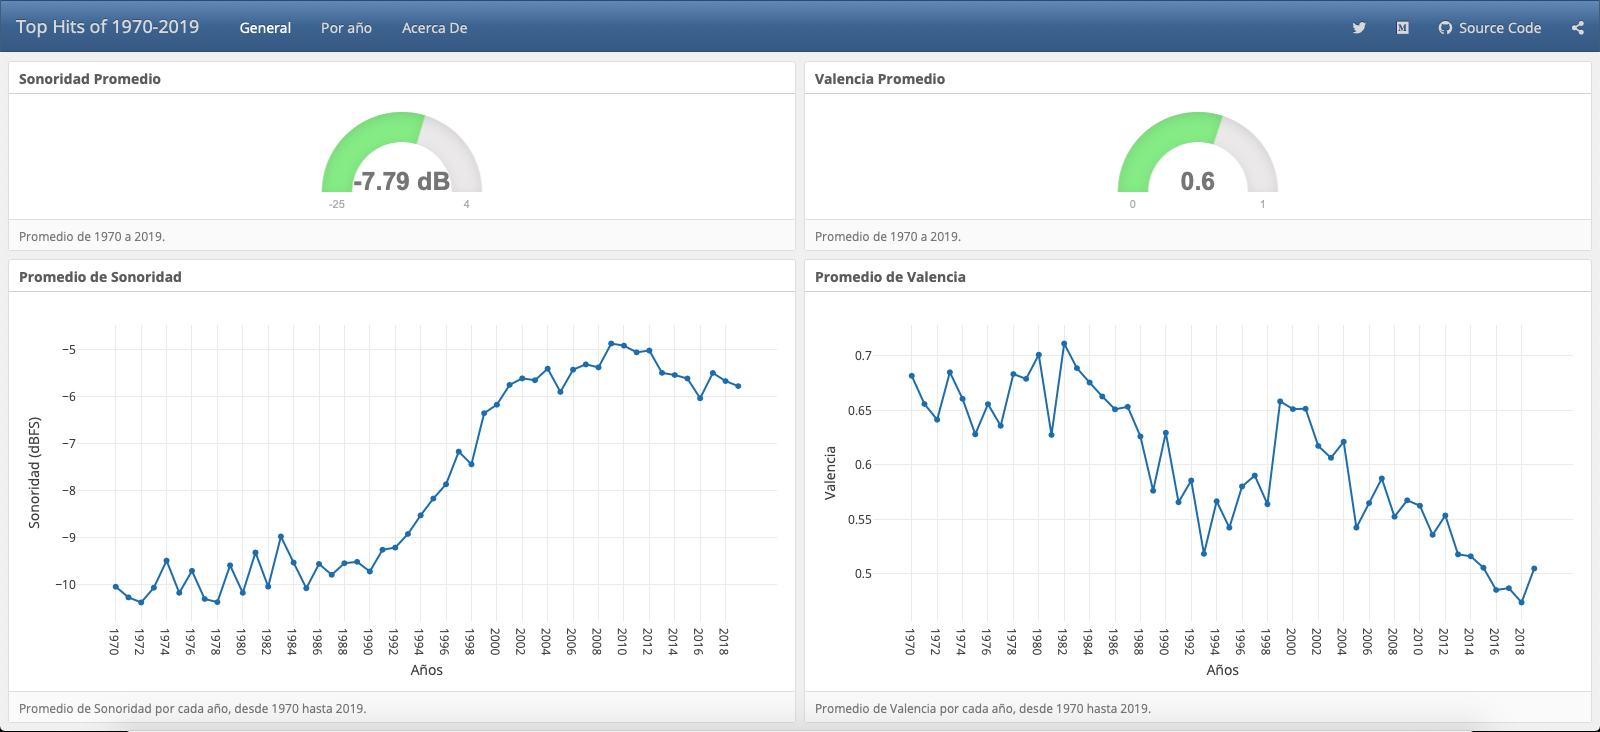 Top Hits of 1970-2019 General Por año Acerca De Source Code
Sonoridad Promedio
-7.79 dB
-25 4
Promedio de 1970 a 2019.
Valencia Promedio
0.6
0 1
Promedio de 1970 a 2019.
Promedio de Sonoridad
Sonoridad (dBFS)
−5
−6
−7
−8
−9
−10
1970 1972 1974 1976 1978 1980 1982 1984 1986 1988 1990 1992 1994 1996 1998 2000 2002 2004 2006 2008 2010 2012 2014 2016 2018
Años
Promedio de Sonoridad por cada año, desde 1970 hasta 2019.
Promedio de Valencia
Valencia
0.7
0.65
0.6
0.55
0.5
1970 1972 1974 1976 1978 1980 1982 1984 1986 1988 1990 1992 1994 1996 1998 2000 2002 2004 2006 2008 2010 2012 2014 2016 2018
Años
Promedio de Valencia por cada año, desde 1970 hasta 2019.